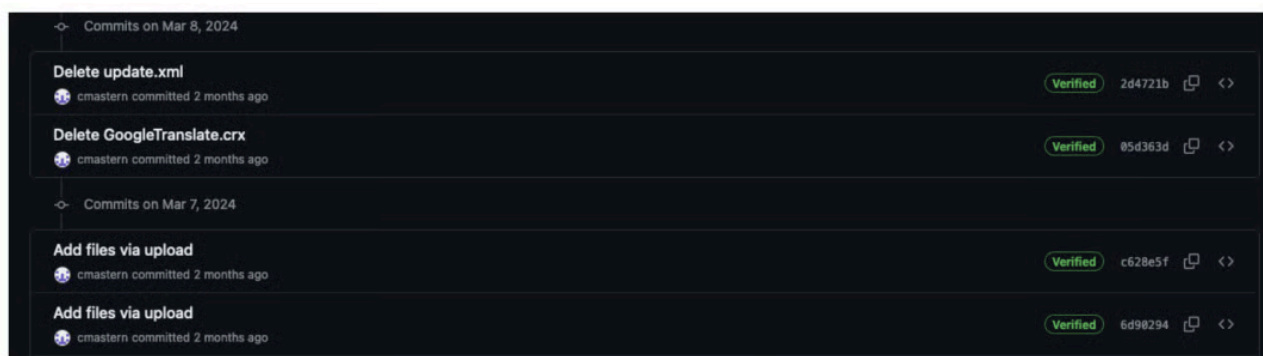 Commits on Mar 8, 2024
Delete update.xml
Verified 2d4721b
cmastern committed 2 months ago
Delete GoogleTranslate.crx
Verified 05d363d
cmastern committed 2 months ago
Commits on Mar 7, 2024
Add files via upload
Verified c628e5f
cmastern committed 2 months ago
Add files via upload
Verified 6d90294
cmastern committed 2 months ago